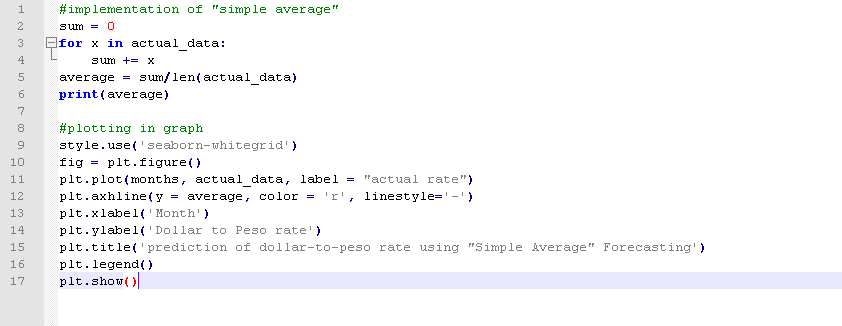 1 #implementation of "simple average"
2 sum = 0
3 for x in actual_data:
4     sum += x
5 average = sum/len(actual_data)
6 print(average)
7
8 #plotting in graph
9 style.use('seaborn-whitegrid')
10 fig = plt.figure()
11 plt.plot(months, actual_data, label = "actual rate")
12 plt.axhline(y = average, color = 'r', linestyle='-')
13 plt.xlabel('Month')
14 plt.ylabel('Dollar to Peso rate')
15 plt.title('prediction of dollar-to-peso rate using "Simple Average" Forecasting')
16 plt.legend()
17 plt.show()